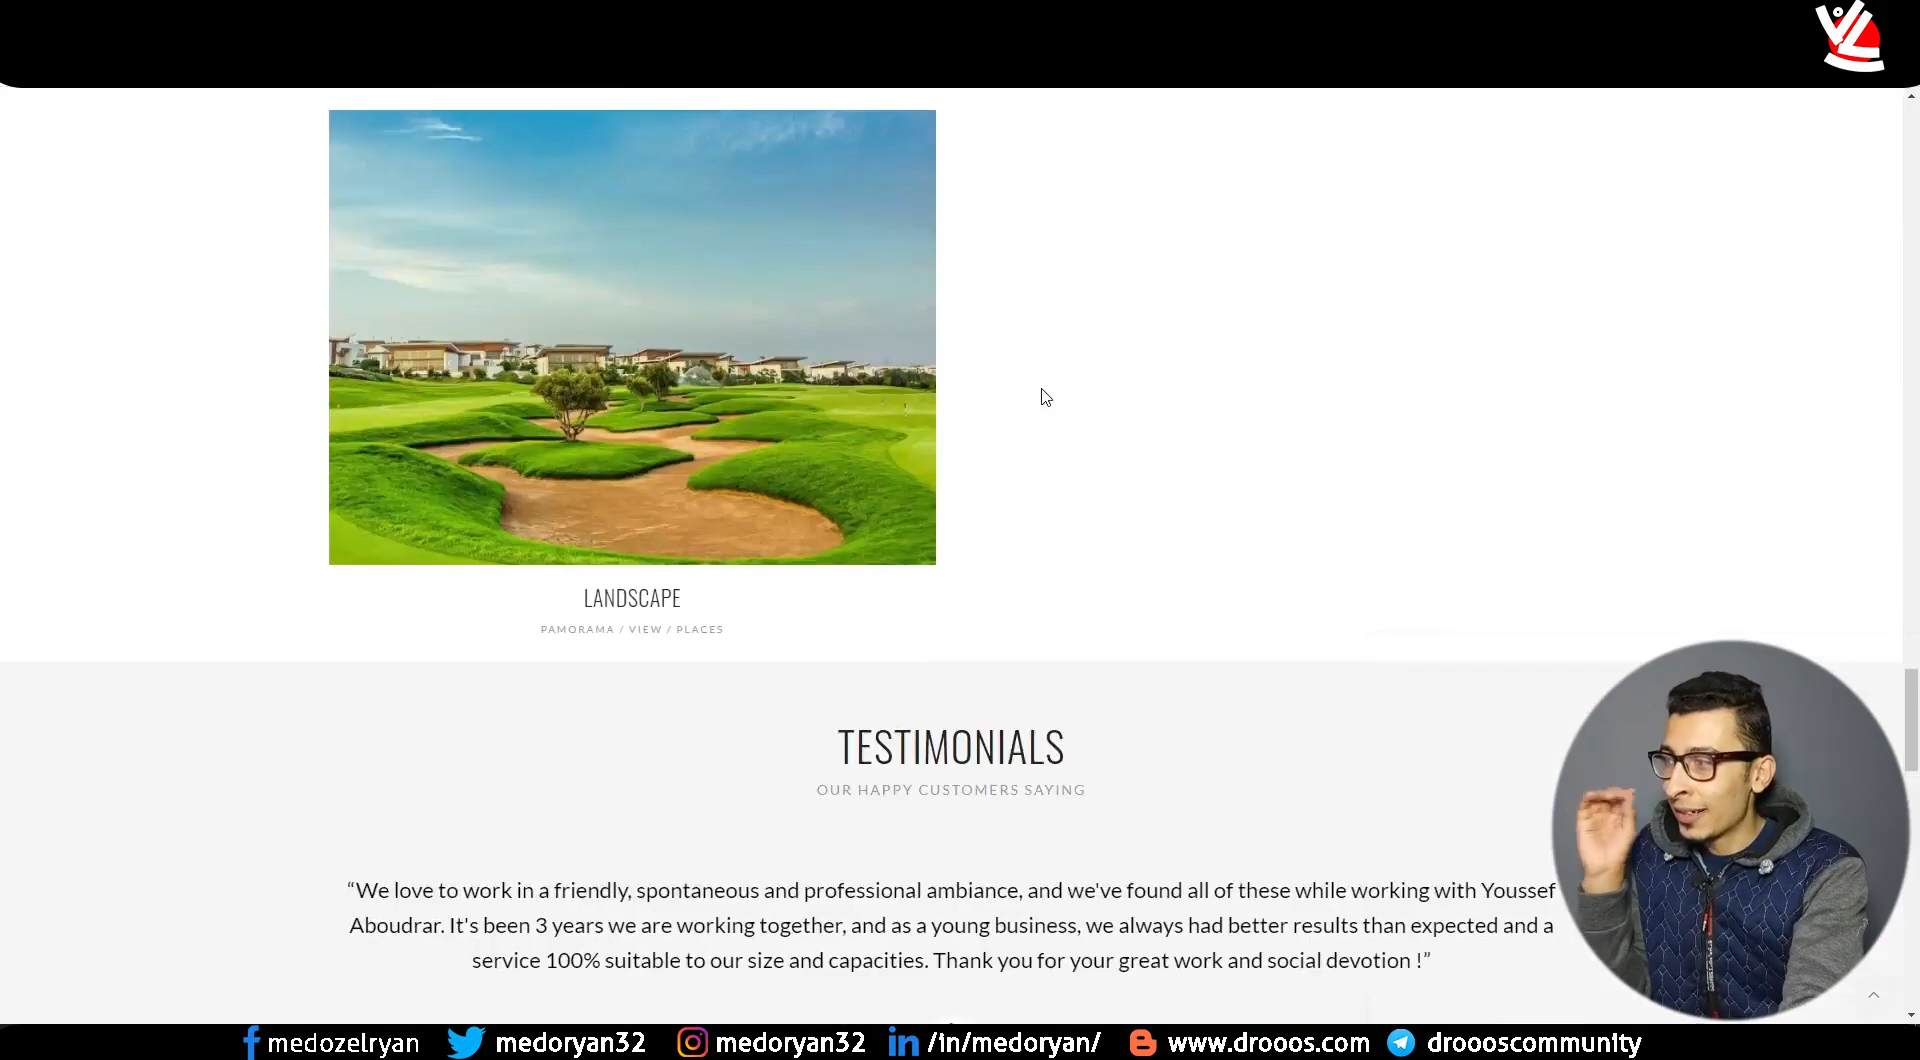 LANDSCAPE
PAMORAMA / VIEW / PLACES
TESTIMONIALS
OUR HAPPY CUSTOMERS SAYING
“We love to work in a friendly, spontaneous and professional ambiance, and we've found all of these while working with Youssef
Aboudrar. It's been 3 years we are working together, and as a young business, we always had better results than expected and a
service 100% suitable to our size and capacities. Thank you for your great work and social devotion !”
medozelryan medoryan32 medoryan32 /in/medoryan/ www.drooos.com droooscommunity